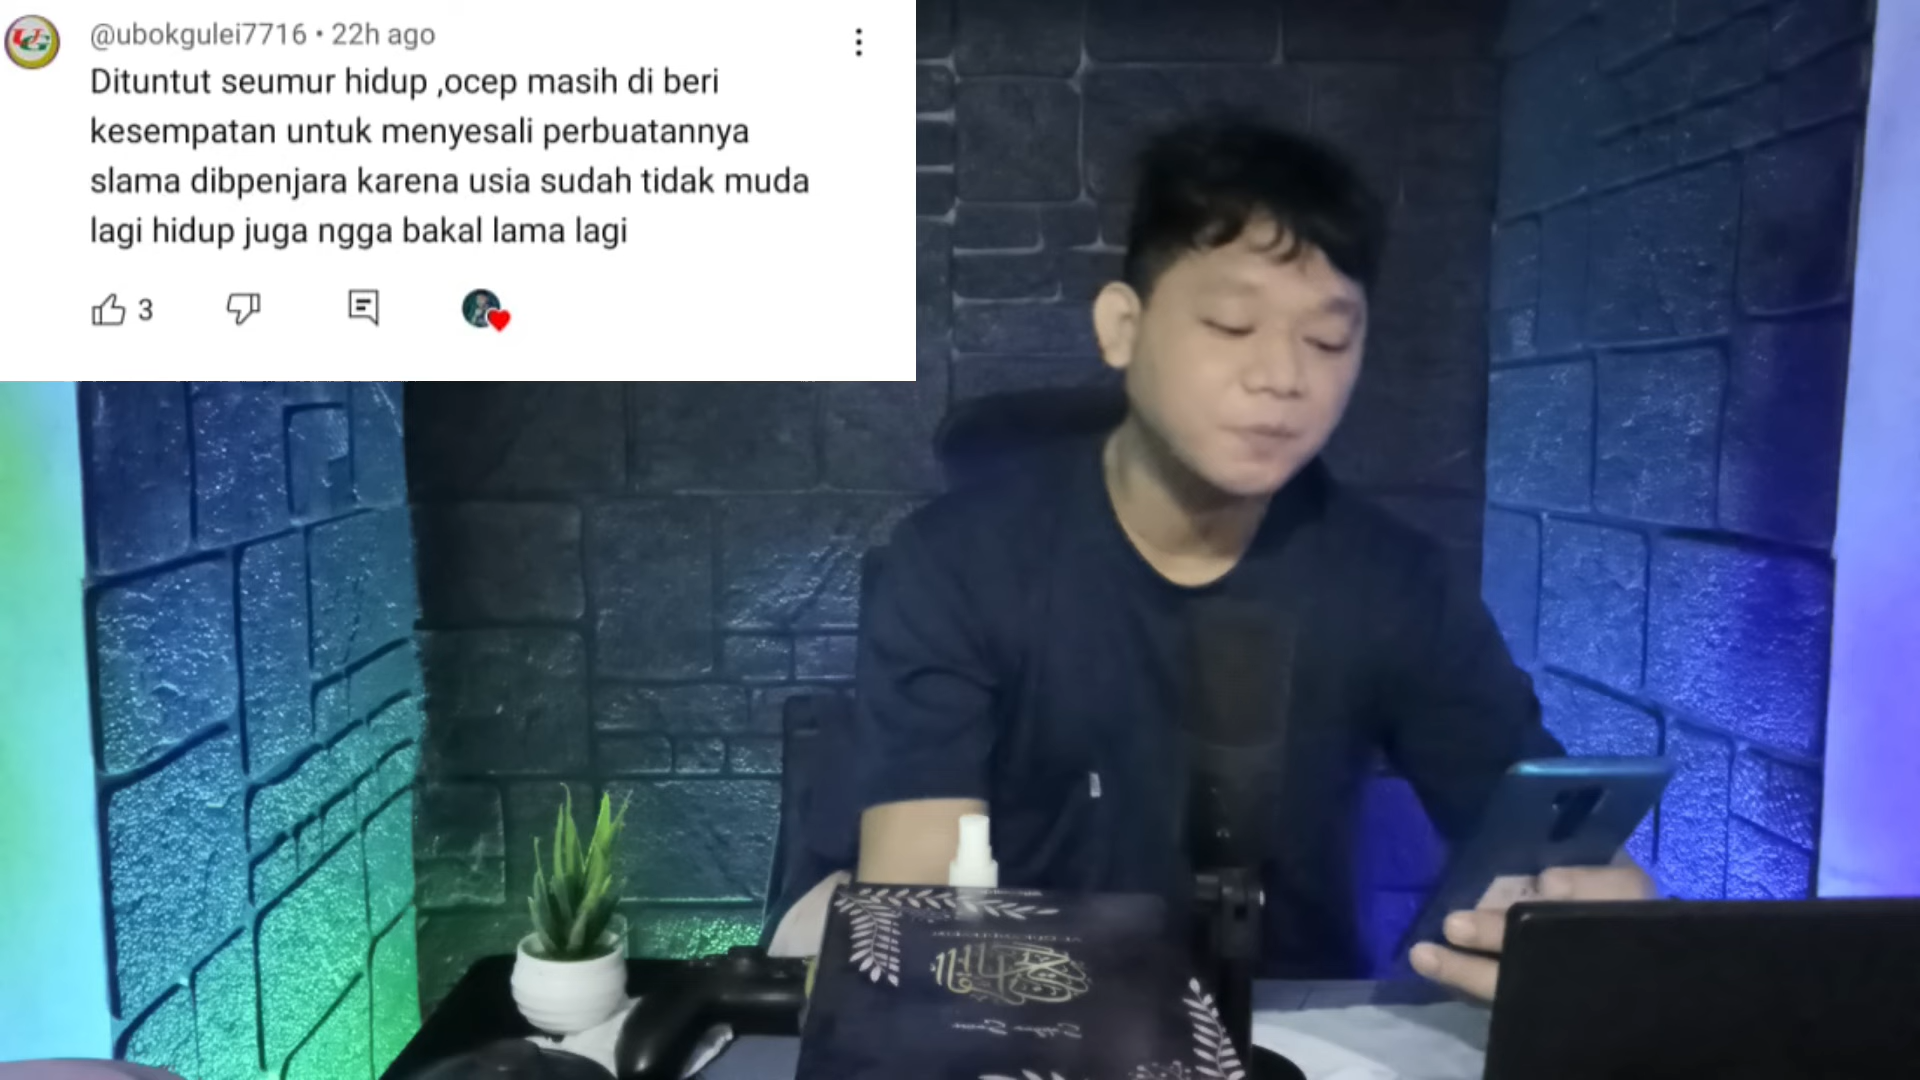 @ubokgulei7716 • 22h ago
Dituntut seumur hidup ,ocep masih di beri
kesempatan untuk menyesali perbuatannya
slama dibpenjara karena usia sudah tidak muda
lagi hidup juga ngga bakal lama lagi
3